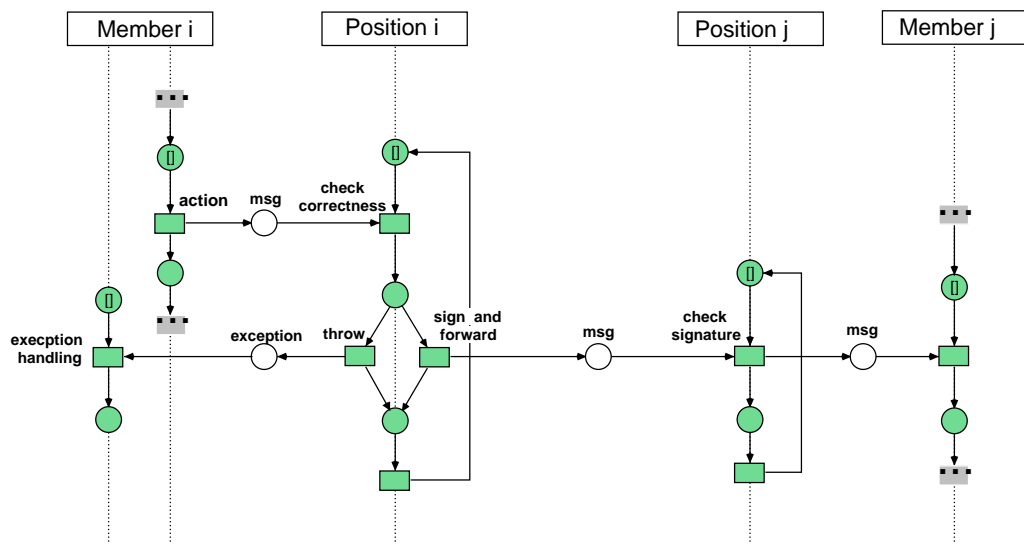 Member i
Position i
Position j
Member j
[]
[]
action
msg
check
correctness
[]
[]
[]
execption
handling
exception
throw
sign and
forward
msg
check
signature
msg